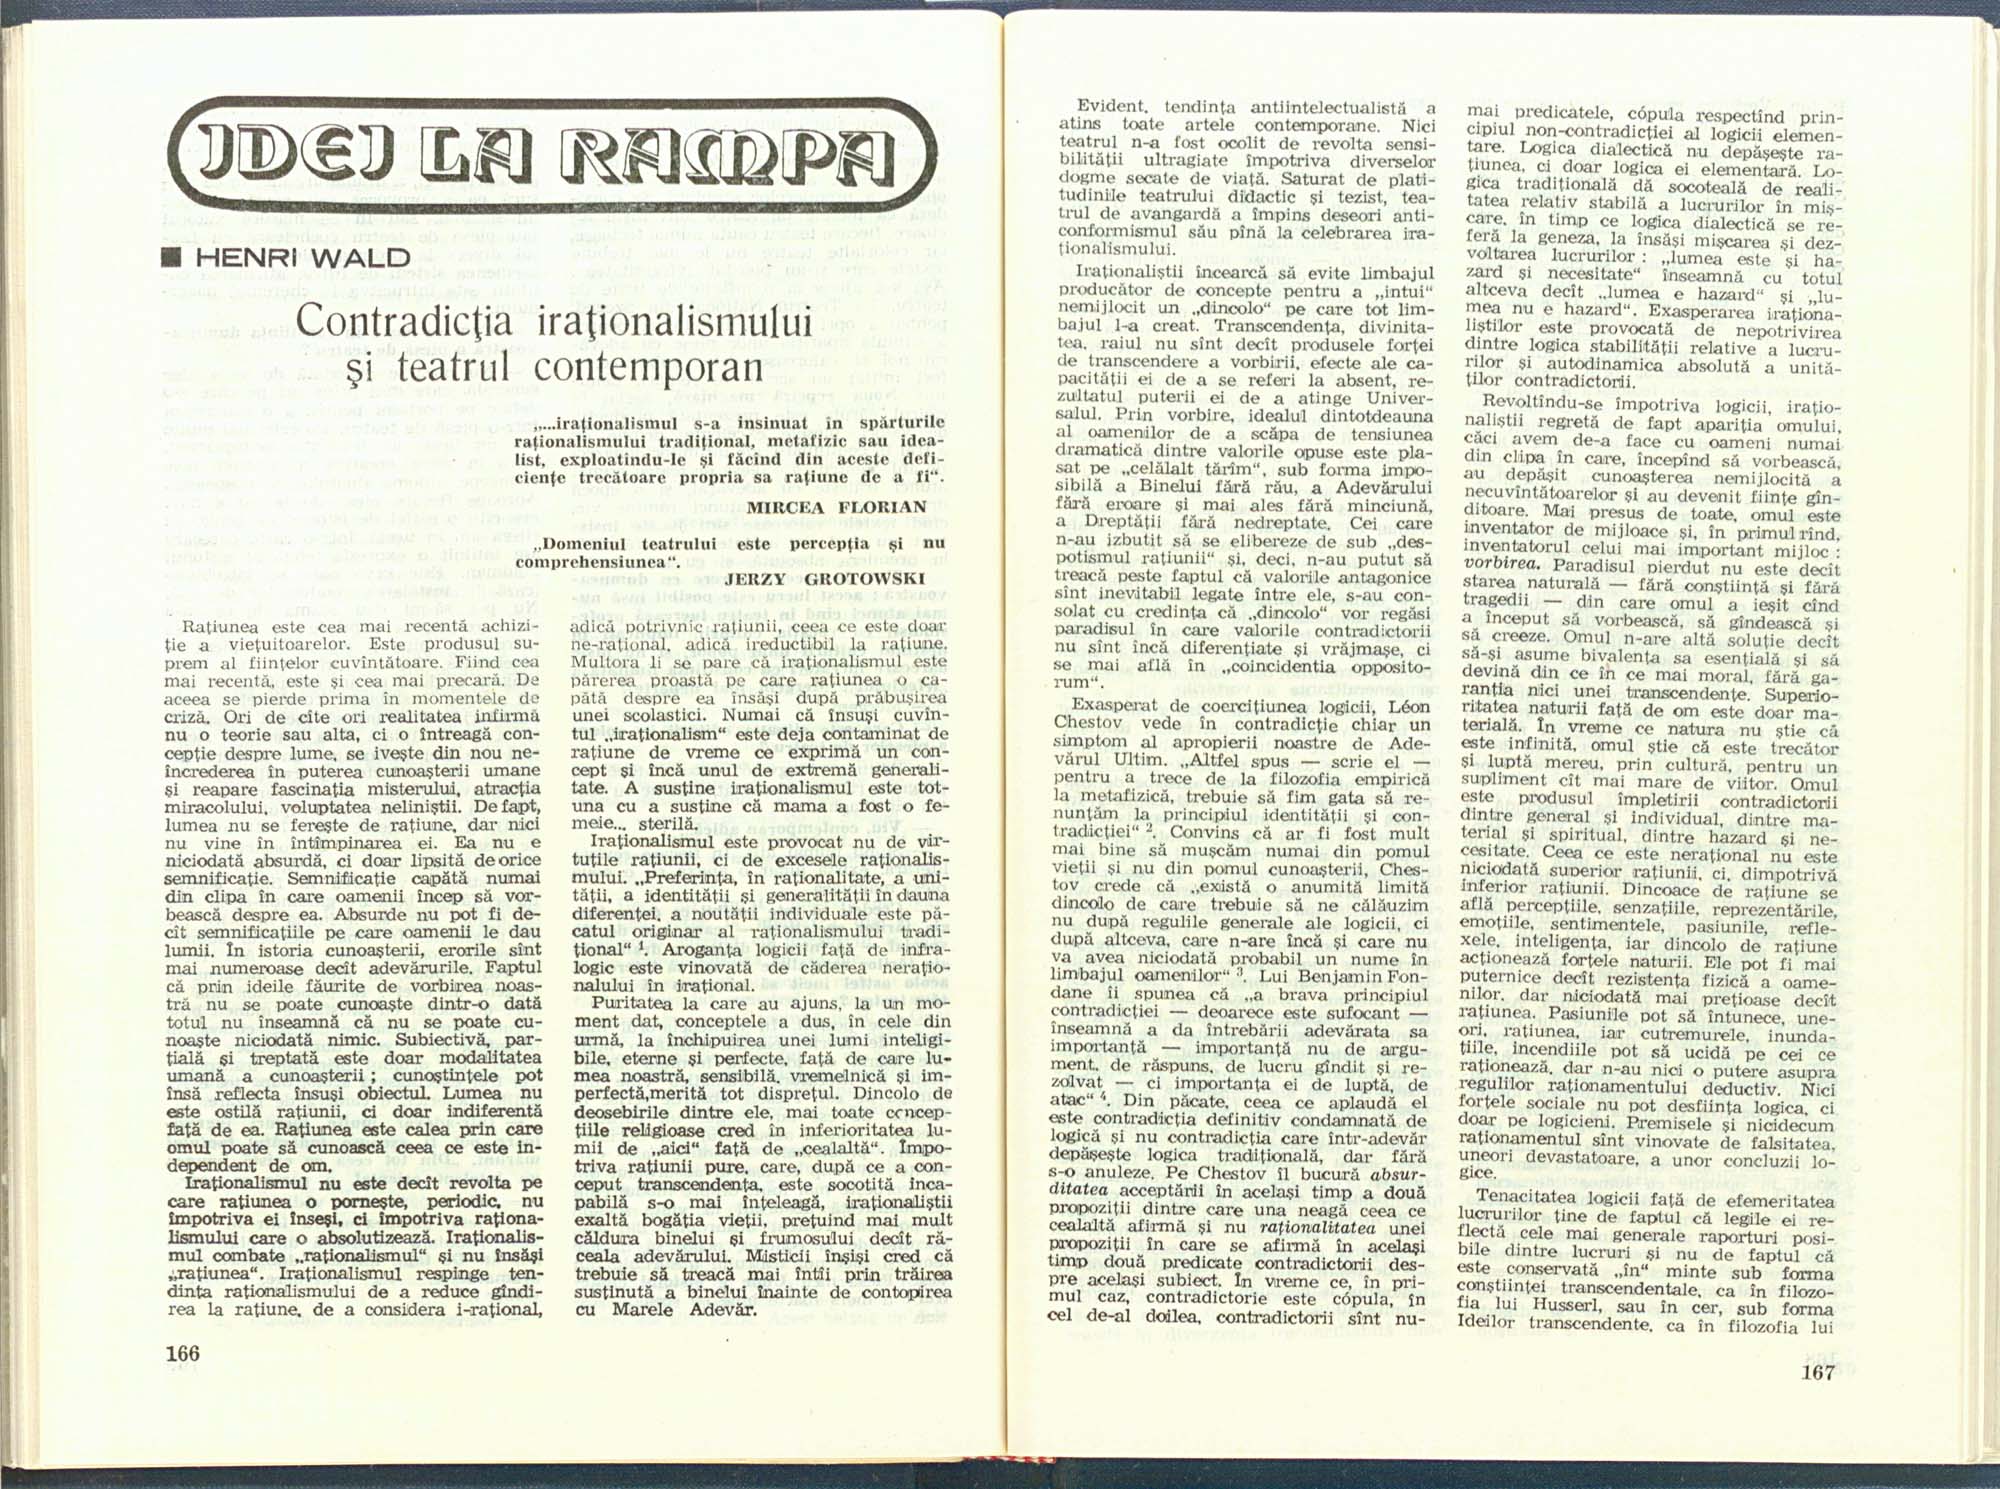 IDEI LA RAMPA
HENRI WALD
Contradicţia iraţionalismului
şi teatrul contemporan
„...iraţionalismul s-a insinuat în spărturile
raţionalismului tradiţional, metafizic sau idea-
list, exploatîndu-le şi făcînd din aceste defi-
cienţe trecătoare propria sa raţiune de a fi“.
MIRCEA FLORIAN
„Domeniul teatrului este percepţia şi nu
comprehensiunea“.
JERZY GROTOWSKI
Raţiunea este cea mai recentă achizi-
ţie a vieţuitoarelor. Este produsul su-
prem al fiinţelor cuvîntătoare. Fiind cea
mai recentă, este şi cea mai precară. De
aceea se pierde prima în momentele de
criză. Ori de cîte ori realitatea infirmă
nu o teorie sau alta, ci o întreagă con-
cepţie despre lume, se iveşte din nou ne-
încrederea în puterea cunoaşterii umane
şi reapare fascinaţia misterului, atracţia
miracolului, voluptatea neliniştii. De fapt,
lumea nu se fereşte de raţiune, dar nici
nu vine în întîmpinarea ei. Ea nu e
niciodată absurdă, ci doar lipsită de orice
semnificaţie. Semnificaţie capătă numai
din clipa în care oamenii încep să vor-
bească despre ea. Absurde nu pot fi de-
cît semnificaţiile pe care oamenii le dau
lumii. În istoria cunoaşterii, erorile sînt
mai numeroase decît adevărurile. Faptul
că prin ideile făurite de vorbirea noas-
tră nu se poate cunoaşte dintr-o dată
totul nu înseamnă că nu se poate cu-
noaşte niciodată nimic. Subiectivă, par-
ţială şi treptată este doar modalitatea
umană a cunoaşterii ; cunoştinţele pot
însă reflecta însuşi obiectul. Lumea nu
este ostilă raţiunii, ci doar indiferentă
faţă de ea. Raţiunea este calea prin care
omul poate să cunoască ceea ce este in-
dependent de om.
Iraţionalismul nu este decît revolta pe
care raţiunea o porneşte, periodic, nu
împotriva ei înseşi, ci împotriva raţiona-
lismului care o absolutizează. Iraţionalis-
mul combate „raţionalismul“ şi nu însăşi
„raţiunea“. Iraţionalismul respinge ten-
dinţa raţionalismului de a reduce gîndi-
rea la raţiune, de a considera i-raţional,
adică potrivnic raţiunii, ceea ce este doar
ne-raţional, adică ireductibil la raţiune.
Multora li se pare că iraţionalismul este
părerea proastă pe care raţiunea o ca-
pătă despre ea însăşi după prăbuşirea
unei scolastici. Numai că însuşi cuvîn-
tul „iraţionalism“ este deja contaminat de
raţiune de vreme ce exprimă un con-
cept şi încă unul de extremă generali-
tate. A susţine iraţionalismul este tot-
una cu a susţine că mama a fost o fe-
meie... sterilă.
Iraţionalismul este provocat nu de vir-
tuţile raţiunii, ci de excesele raţionalis-
mului. „Preferinţa, în raţionalitate, a uni-
tăţii, a identităţii şi generalităţii în dauna
diferenţei, a noutăţii individuale este pă-
catul originar al raţionalismului tradi-
ţional“ 1. Aroganţa logicii faţă de infra-
logic este vinovată de căderea neraţio-
nalului în iraţional.
Puritatea la care au ajuns, la un mo-
ment dat, conceptele a dus, în cele din
urmă, la închipuirea unei lumi inteligi-
bile, eterne şi perfecte, faţă de care lu-
mea noastră, sensibilă, vremelnică şi im-
perfectă,merită tot dispreţul. Dincolo de
deosebirile dintre ele, mai toate concep-
ţiile religioase cred în inferioritatea lu-
mii de „aici“ faţă de „cealaltă“. Împo-
triva raţiunii pure, care, după ce a con-
ceput transcendenţa, este socotită inca-
pabilă s-o mai înţeleagă, iraţionaliştii
exaltă bogăţia vieţii, preţuind mai mult
căldura binelui şi frumosului decît ră-
ceala adevărului. Misticii înşişi cred că
trebuie să treacă mai întîi prin trăirea
susţinută a binelui înainte de contopirea
cu Marele Adevăr.
166
Evident, tendinţa antiintelectualistă a
atins toate artele contemporane. Nici
teatrul n-a fost ocolit de revolta sensi-
bilităţii ultragiate împotriva diverselor
dogme secate de viaţă. Saturat de plati-
tudinile teatrului didactic şi tezist, tea-
trul de avangardă a împins deseori anti-
conformismul său pînă la celebrarea ira-
ţionalismului.
Iraţionaliştii încearcă să evite limbajul
producător de concepte pentru a „intui“
nemijlocit un „dincolo“ pe care tot lim-
bajul l-a creat. Transcendenţa, divinita-
tea, raiul nu sînt decît produsele forţei
de transcendere a vorbirii, efecte ale ca-
pacităţii ei de a se referi la absent, re-
zultatul puterii ei de a atinge Univer-
salul. Prin vorbire, idealul dintotdeauna
al oamenilor de a scăpa de tensiunea
dramatică dintre valorile opuse este pla-
sat pe „celălalt tărîm“, sub forma impo-
sibilă a Binelui fără rău, a Adevărului
fără eroare şi mai ales fără minciună,
a Dreptăţii fără nedreptate. Cei care
n-au izbutit să se elibereze de sub „des-
potismul raţiunii“ şi, deci, n-au putut să
treacă peste faptul că valorile antagonice
sînt inevitabil legate între ele, s-au con-
solat cu credinţa că „dincolo“ vor regăsi
paradisul în care valorile contradictorii
nu sînt încă diferenţiate şi vrăjmaşe, ci
se mai află în „coincidentia opposito-
rum“.
Exasperat de coerciţiunea logicii, Léon
Chestov vede în contradicţie chiar un
simptom al apropierii noastre de Ade-
vărul Ultim. „Altfel spus — scrie el —
pentru a trece de la filozofia empirică
la metafizică, trebuie să fim gata să re-
nunţăm la principiul identităţii şi con-
tradicţiei“ 2. Convins că ar fi fost mult
mai bine să muşcăm numai din pomul
vieţii şi nu din pomul cunoaşterii, Ches-
tov crede că „există o anumită limită
dincolo de care trebuie să ne călăuzim
nu după regulile generale ale logicii, ci
după altceva, care n-are încă şi care nu
va avea niciodată probabil un nume în
limbajul oamenilor“ 3. Lui Benjamin Fon-
dane îi spunea că „a brava principiul
contradicţiei — deoarece este sufocant —
înseamnă a da întrebării adevărata sa
importanţă — importanţă nu de argu-
ment, de răspuns, de lucru gîndit şi re-
zolvat — ci importanţa ei de luptă, de
atac“ 4. Din păcate, ceea ce aplaudă el
este contradicţia definitiv condamnată de
logică şi nu contradicţia care într-adevăr
depăşeşte logica tradiţională, dar fără
s-o anuleze. Pe Chestov îl bucură absur-
ditatea acceptării în acelaşi timp a două
propoziţii dintre care una neagă ceea ce
cealaltă afirmă şi nu raţionalitatea unei
propoziţii în care se afirmă în acelaşi
timp două predicate contradictorii des-
pre acelaşi subiect. În vreme ce, în pri-
mul caz, contradictorie este cópula, în
cel de-al doilea, contradictorii sînt nu-
mai predicatele, cópula respectînd prin-
cipiul non-contradicţiei al logicii elemen-
tare. Logica dialectică nu depăşeşte ra-
ţiunea, ci doar logica ei elementară. Lo-
gica tradiţională dă socoteală de reali-
tatea relativ stabilă a lucrurilor în miş-
care, în timp ce logica dialectică se re-
feră la geneza, la însăşi mişcarea şi dez-
voltarea lucrurilor : „lumea este şi ha-
zard şi necesitate“ înseamnă cu totul
altceva decît „lumea e hazard“ şi „lu-
mea nu e hazard“. Exasperarea iraţiona-
liştilor este provocată de nepotrivirea
dintre logica stabilităţii relative a lucru-
rilor şi autodinamica absolută a unită-
ţilor contradictorii.
Revoltîndu-se împotriva logicii, iraţio-
naliştii regretă de fapt apariţia omului,
căci avem de-a face cu oameni numai
din clipa în care, începînd să vorbească,
au depăşit cunoaşterea nemijlocită a
necuvîntătoarelor şi au devenit fiinţe gîn-
ditoare. Mai presus de toate, omul este
inventator de mijloace şi, în primul rînd,
inventatorul celui mai important mijloc :
vorbirea. Paradisul pierdut nu este decît
starea naturală — fără conştiinţă şi fără
tragedii — din care omul a ieşit cînd
a început să vorbească, să gîndească şi
să creeze. Omul n-are altă soluţie decît
să-şi asume bivalenţa sa esenţială şi să
devină din ce în ce mai moral, fără ga-
ranţia nici unei transcendenţe. Superio-
ritatea naturii faţă de om este doar ma-
terială. În vreme ce natura nu ştie că
este infinită, omul ştie că este trecător
şi luptă mereu, prin cultură, pentru un
supliment cît mai mare de viitor. Omul
este produsul împletirii contradictorii
dintre general şi individual, dintre ma-
terial şi spiritual, dintre hazard şi ne-
cesitate. Ceea ce este neraţional nu este
niciodată superior raţiunii, ci, dimpotrivă
inferior raţiunii. Dincoace de raţiune se
află percepţiile, senzaţiile, reprezentările,
emoţiile, sentimentele, pasiunile, refle-
xele, inteligenţa, iar dincolo de raţiune
acţionează forţele naturii. Ele pot fi mai
puternice decît rezistenţa fizică a oame-
nilor, dar niciodată mai preţioase decît
raţiunea. Pasiunile pot să întunece, une-
ori, raţiunea, iar cutremurele, inunda-
ţiile, incendiile pot să ucidă pe cei ce
raţionează, dar n-au nici o putere asupra
regulilor raţionamentului deductiv. Nici
forţele sociale nu pot desfiinţa logica, ci
doar pe logicieni. Premisele şi nicidecum
raţionamentul sînt vinovate de falsitatea,
uneori devastatoare, a unor concluzii lo-
gice.
Tenacitatea logicii faţă de efemeritatea
lucrurilor ţine de faptul că legile ei re-
flectă cele mai generale raporturi posi-
bile dintre lucruri şi nu de faptul că
este conservată „în“ minte sub forma
conştiinţei transcendentale, ca în filozo-
fia lui Husserl, sau în cer, sub forma
Ideilor transcendente, ca în filozofia lui
167